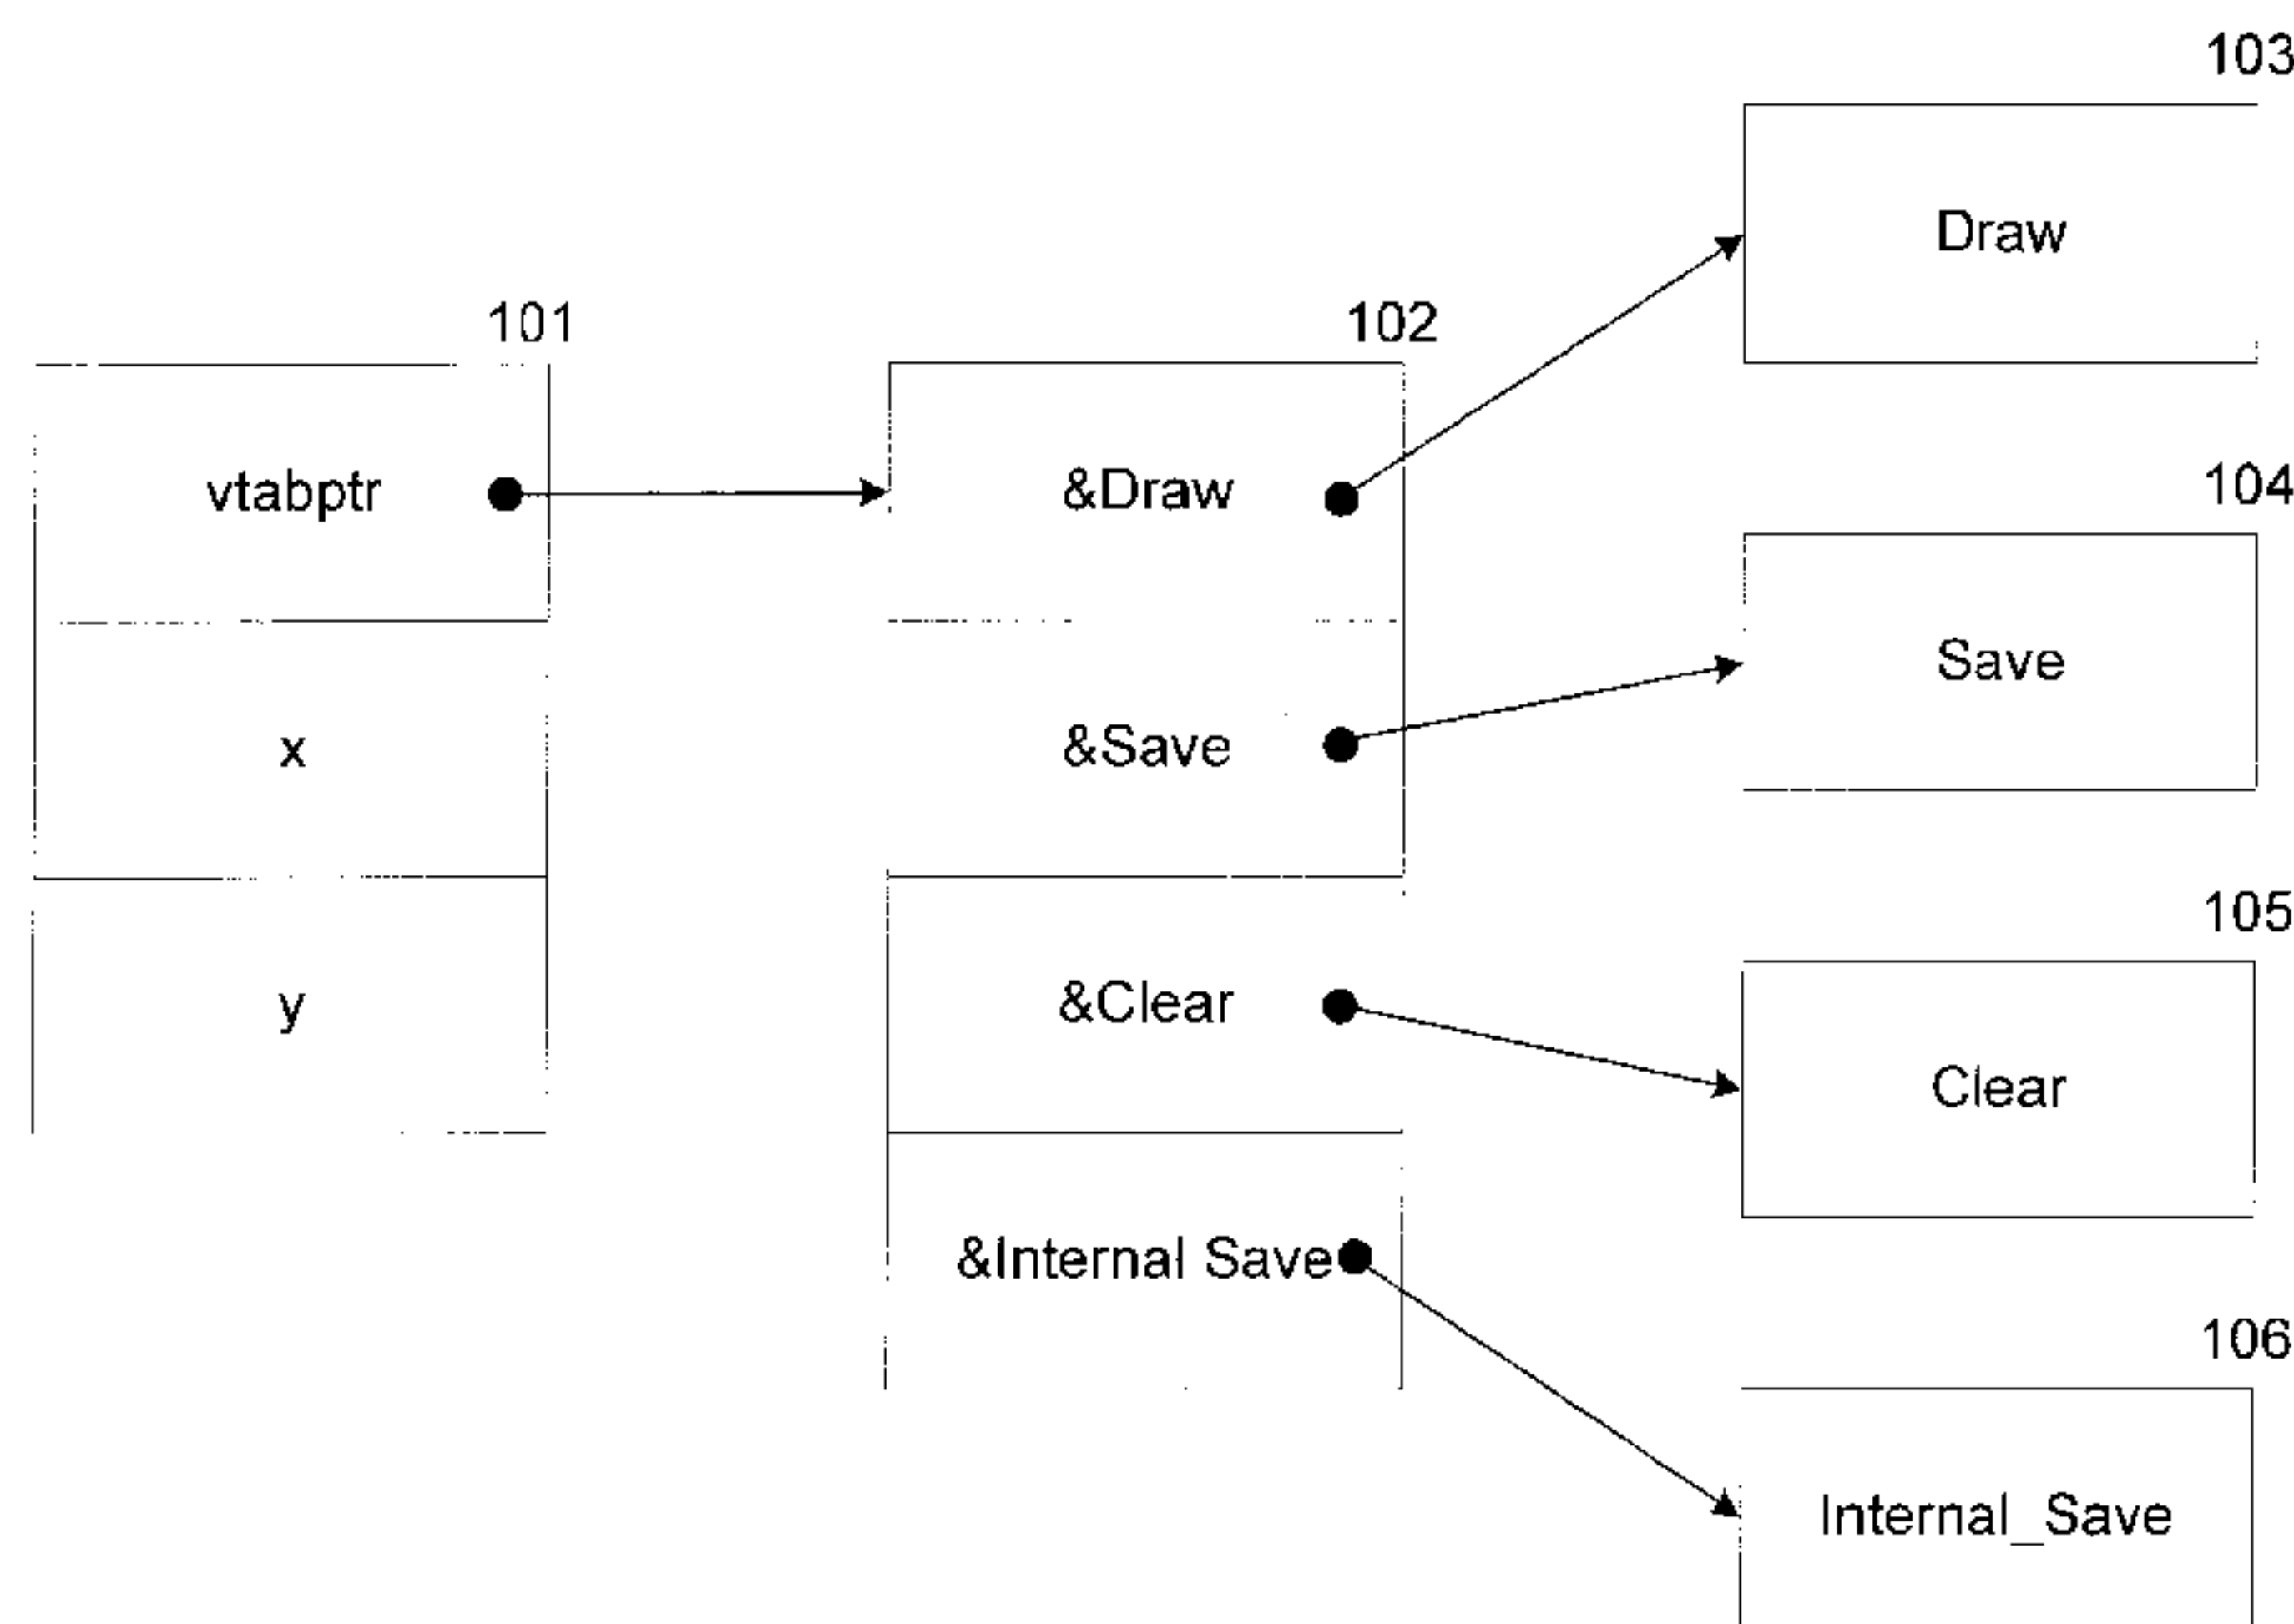 103
Draw
101
102
vtabptr
&Draw
104
Save
x
&Save
105
y
&Clear
Clear
&Internal Save
106
Internal_Save